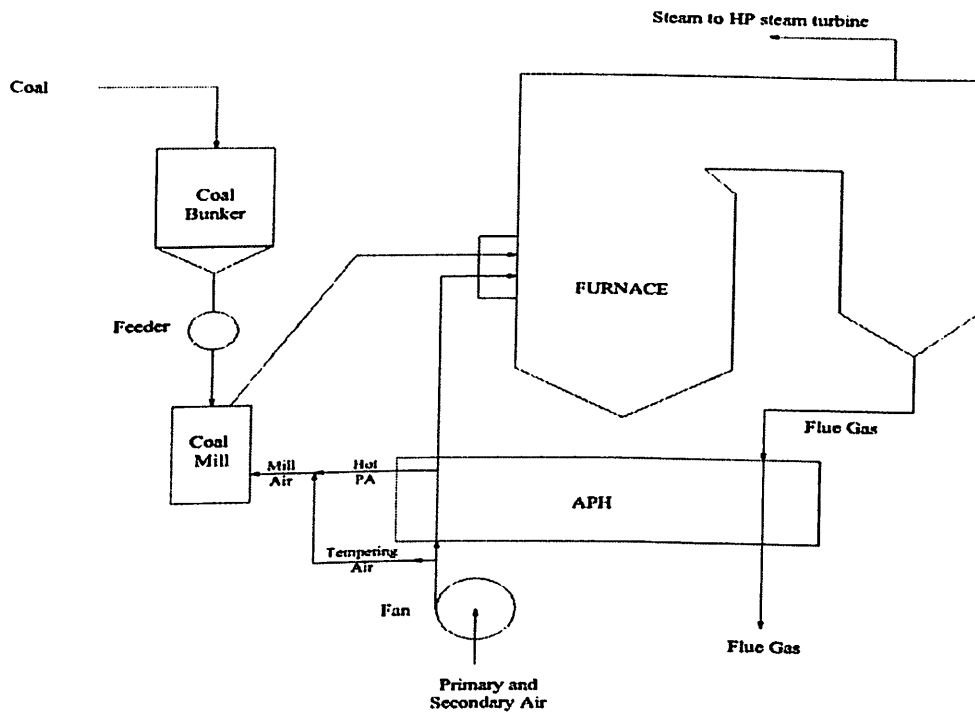 Steam to HP steam turbine
Coal
Coal
Bunker
Feeder
FURNACE
Coal
Mill
Mill
Air
Hot
PA
Flue Gas
APH
Tempering
Air
Fan
Flue Gas
Primary and
Secondary Air